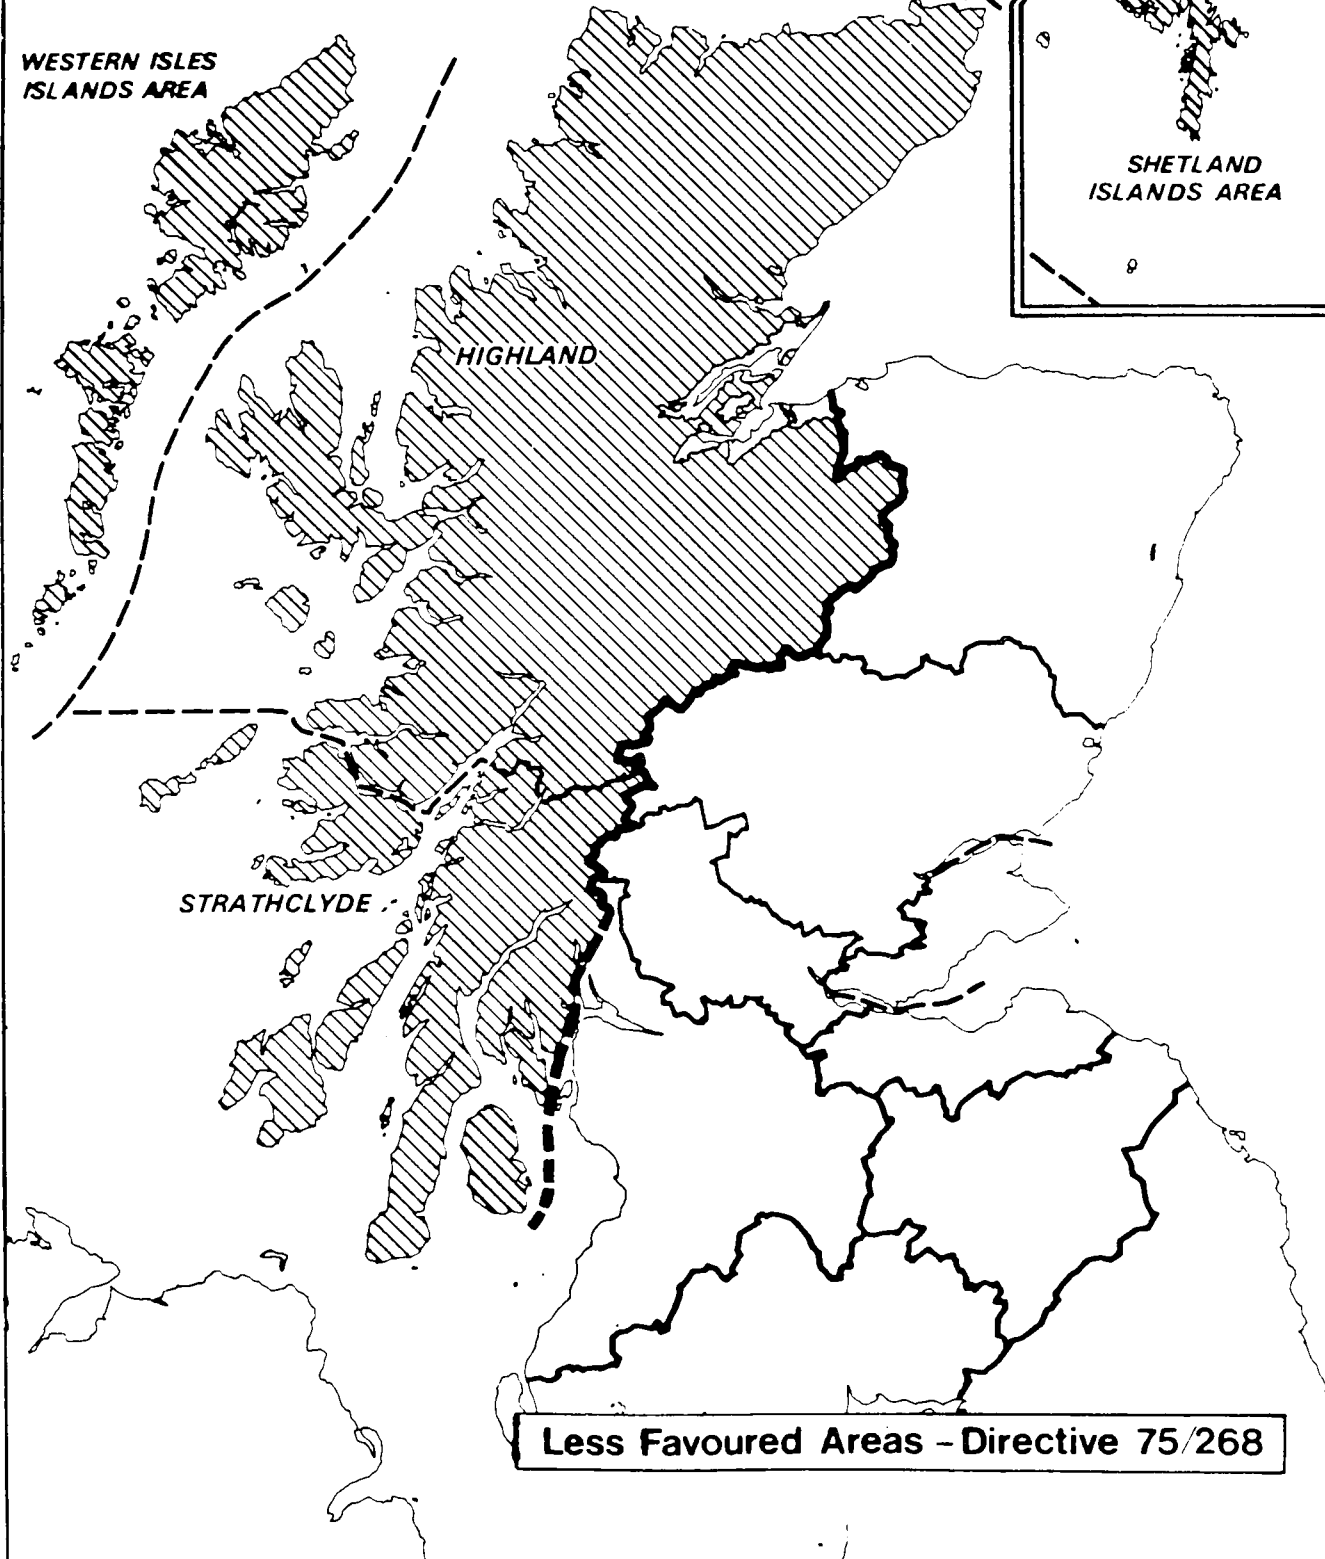 WESTERN ISLES
ISLANDS AREA
SHETLAND
ISLANDS AREA
HIGHLAND
STRATHCLYDE
Less Favoured Areas - Directive 75/268